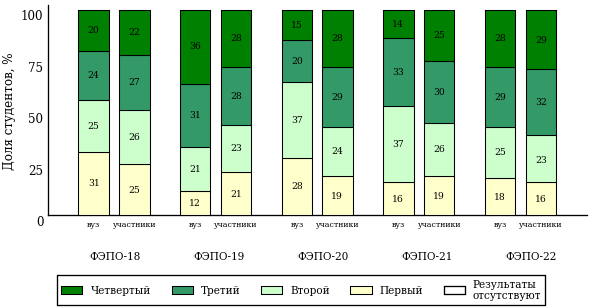 Доля студентов, %
100
75
50
25
0
20 22 36 28 15 28 14 25 28 29
24 27 31 28 20 29 33 30 29 32
25 26 21 23 37 24 37 26 25 23
31 25 12 21 28 19 16 19 18 16
вуз участники вуз участники вуз участники вуз участники вуз участники
ФЭПО-18 ФЭПО-19 ФЭПО-20 ФЭПО-21 ФЭПО-22
Четвертый Третий Второй Первый Результаты
отсутствуют